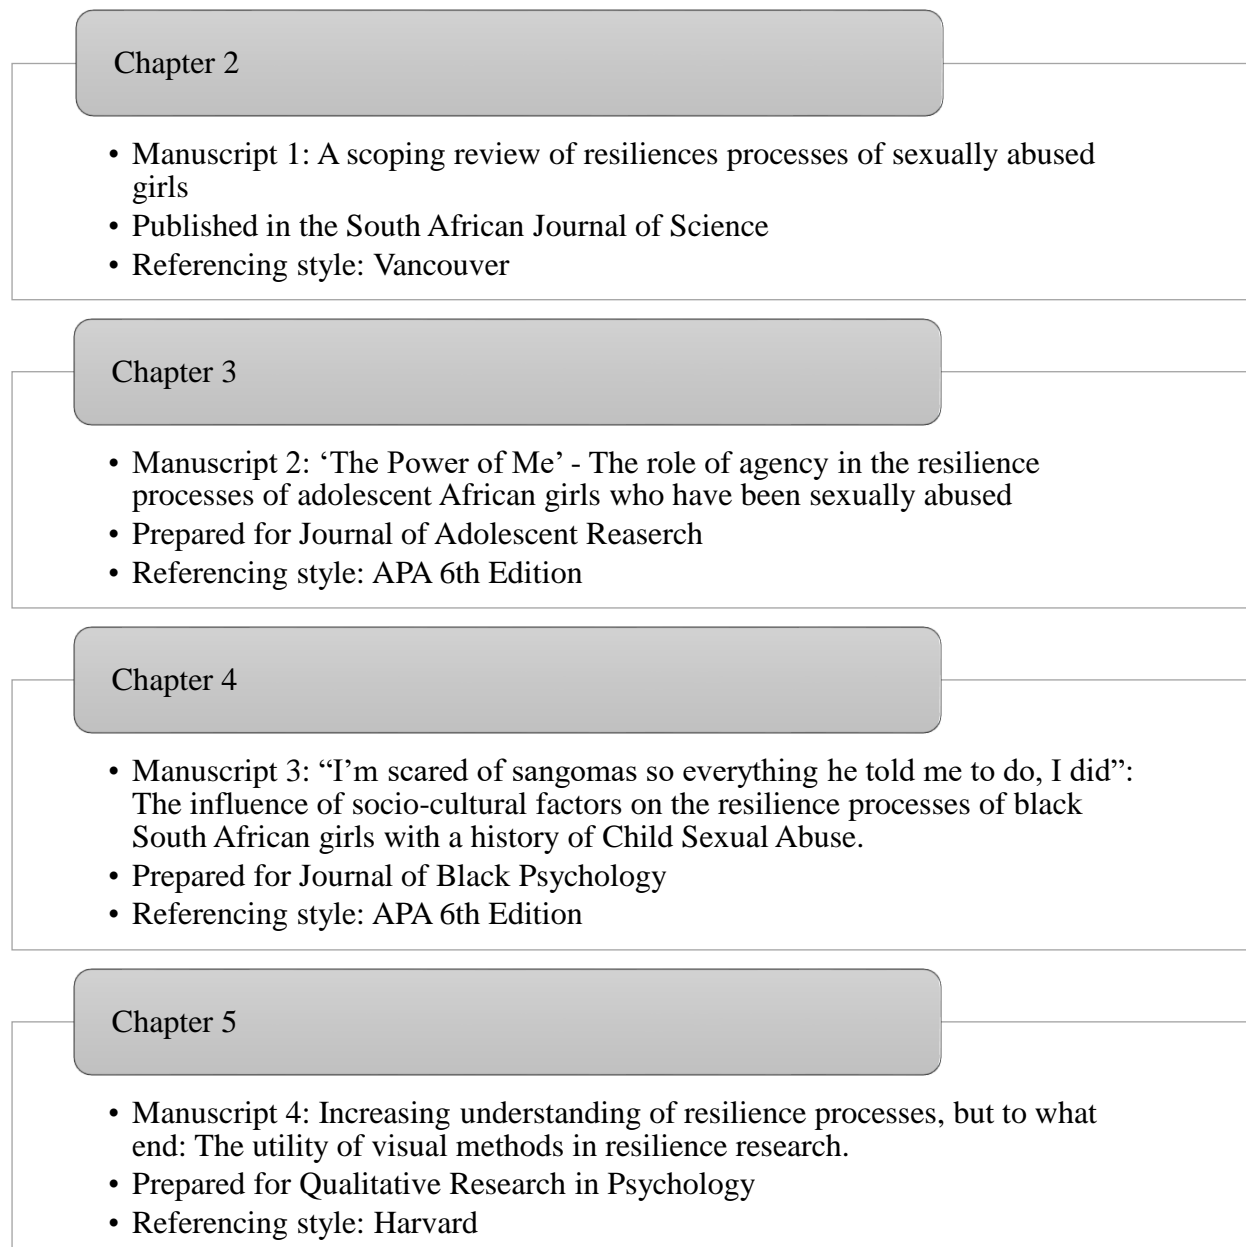 Chapter 2
• Manuscript 1: A scoping review of resiliences processes of sexually abused
girls
• Published in the South African Journal of Science
• Referencing style: Vancouver
Chapter 3
• Manuscript 2: ‘The Power of Me’ - The role of agency in the resilience
processes of adolescent African girls who have been sexually abused
• Prepared for Journal of Adolescent Reaserch
• Referencing style: APA 6th Edition
Chapter 4
• Manuscript 3: “I’m scared of sangomas so everything he told me to do, I did”:
The influence of socio-cultural factors on the resilience processes of black
South African girls with a history of Child Sexual Abuse.
• Prepared for Journal of Black Psychology
• Referencing style: APA 6th Edition
Chapter 5
• Manuscript 4: Increasing understanding of resilience processes, but to what
end: The utility of visual methods in resilience research.
• Prepared for Qualitative Research in Psychology
• Referencing style: Harvard